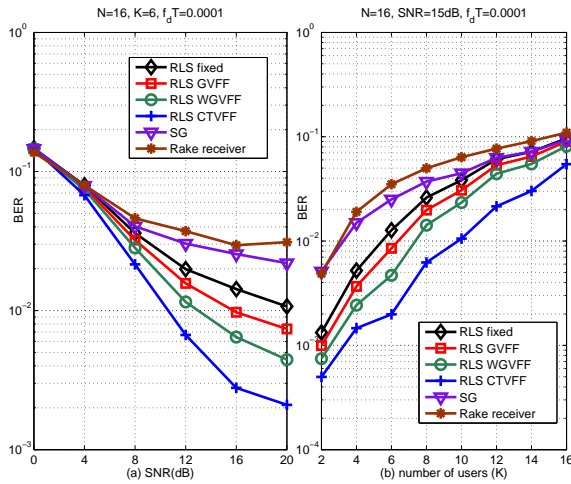 N=16, K=6, f_dT=0.0001
10^0
10^-1
10^-2
10^-3
BER
RLS fixed
RLS GVFF
RLS WGVFF
RLS CTVFF
SG
Rake receiver
0 4 8 12 16 20
(a) SNR(dB)
N=16, SNR=15dB, f_dT=0.0001
10^0
10^-1
10^-2
10^-3
10^-4
BER
RLS fixed
RLS GVFF
RLS WGVFF
RLS CTVFF
SG
Rake receiver
2 4 6 8 10 12 14 16
(b) number of users (K)